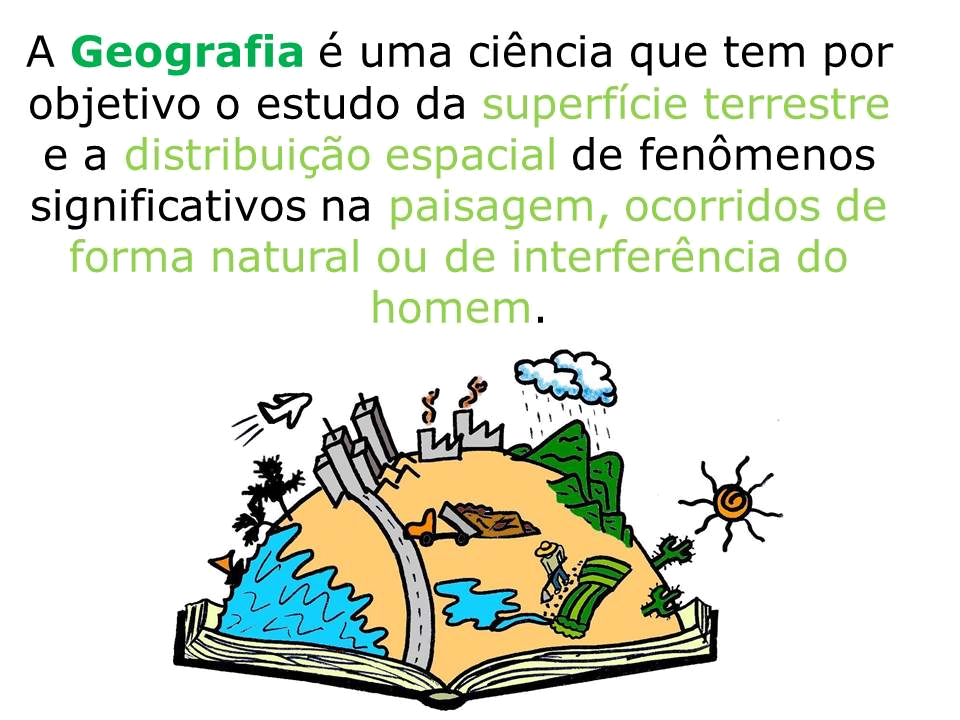 A Geografia é uma ciência que tem por
objetivo o estudo da superfície terrestre
e a distribuição espacial de fenômenos
significativos na paisagem, ocorridos de
forma natural ou de interferência do
homem.